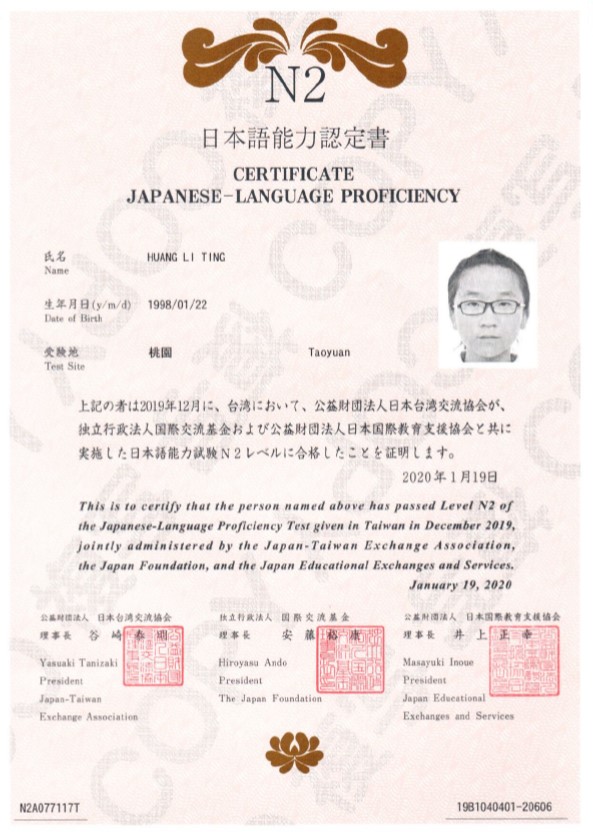 N2
日本語能力認定書
CERTIFICATE
JAPANESE-LANGUAGE PROFICIENCY
氏名 HUANG LI TING
Name
生年月日(y/m/d) 1998/01/22
Date of Birth
受験地 桃園 Taoyuan
Test Site
上記の者は2019年12月に、台湾において、公益財団法人日本台湾交流協会が、
独立行政法人国際交流基金および公益財団法人日本国際教育支援協会と共に
実施した日本語能力試験N2レベルに合格したことを証明します。
2020年1月19日
This is to certify that the person named above has passed Level N2 of
the Japanese-Language Proficiency Test given in Taiwan in December 2019,
jointly administered by the Japan-Taiwan Exchange Association,
the Japan Foundation, and the Japan Educational Exchanges and Services.
January 19, 2020
公益財団法人 日本台湾交流協会
理事長 谷崎泰明
Yasuaki Tanizaki
President
Japan-Taiwan
Exchange Association
独立行政法人 国際交流基金
理事長 安藤裕康
Hiroyasu Ando
President
The Japan Foundation
公益財団法人 日本国際教育支援協会
理事長 井上正幸
Masayuki Inoue
President
Japan Educational
Exchanges and Services
N2A077117T
19B1040401-20606
COPY
複写